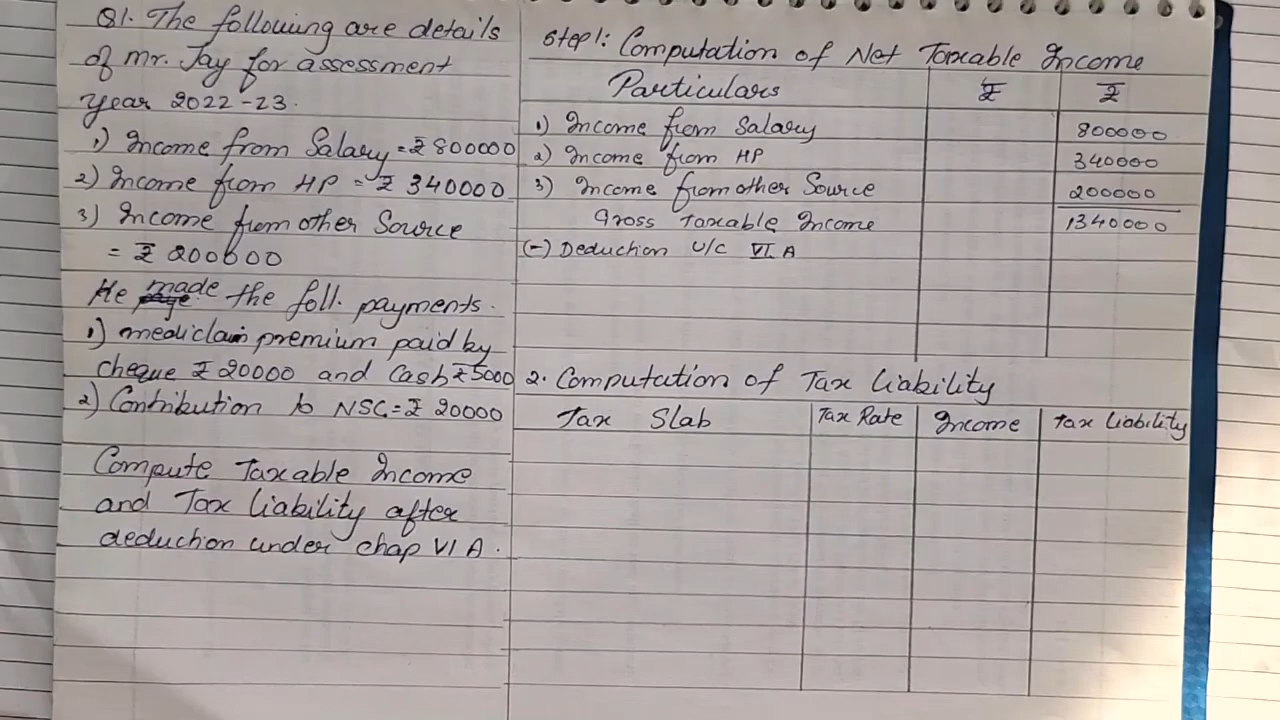 Q1. The following are details
of Mr. Jay for assessment
year 2022-23.
1) Income from Salary = ₹ 800000
2) Income from HP = ₹ 340000
3) Income from other Source
= ₹ 200000
He made the foll. payments.
1) mediclaim premium paid by
cheque ₹ 20000 and Cash ₹ 5000
2) Contribution to NSC = ₹ 20000
Compute Taxable Income
and Tax liability after
deduction under chap VI A.
Step 1: Computation of Net Taxable Income
Particulars ₹ ₹
1) Income from Salary 800000
2) Income from HP 340000
3) Income from other Source 200000
Gross Taxable Income 1340000
(-) Deduction U/C VI A
2. Computation of Tax liability
Tax Slab Tax Rate Income Tax liability